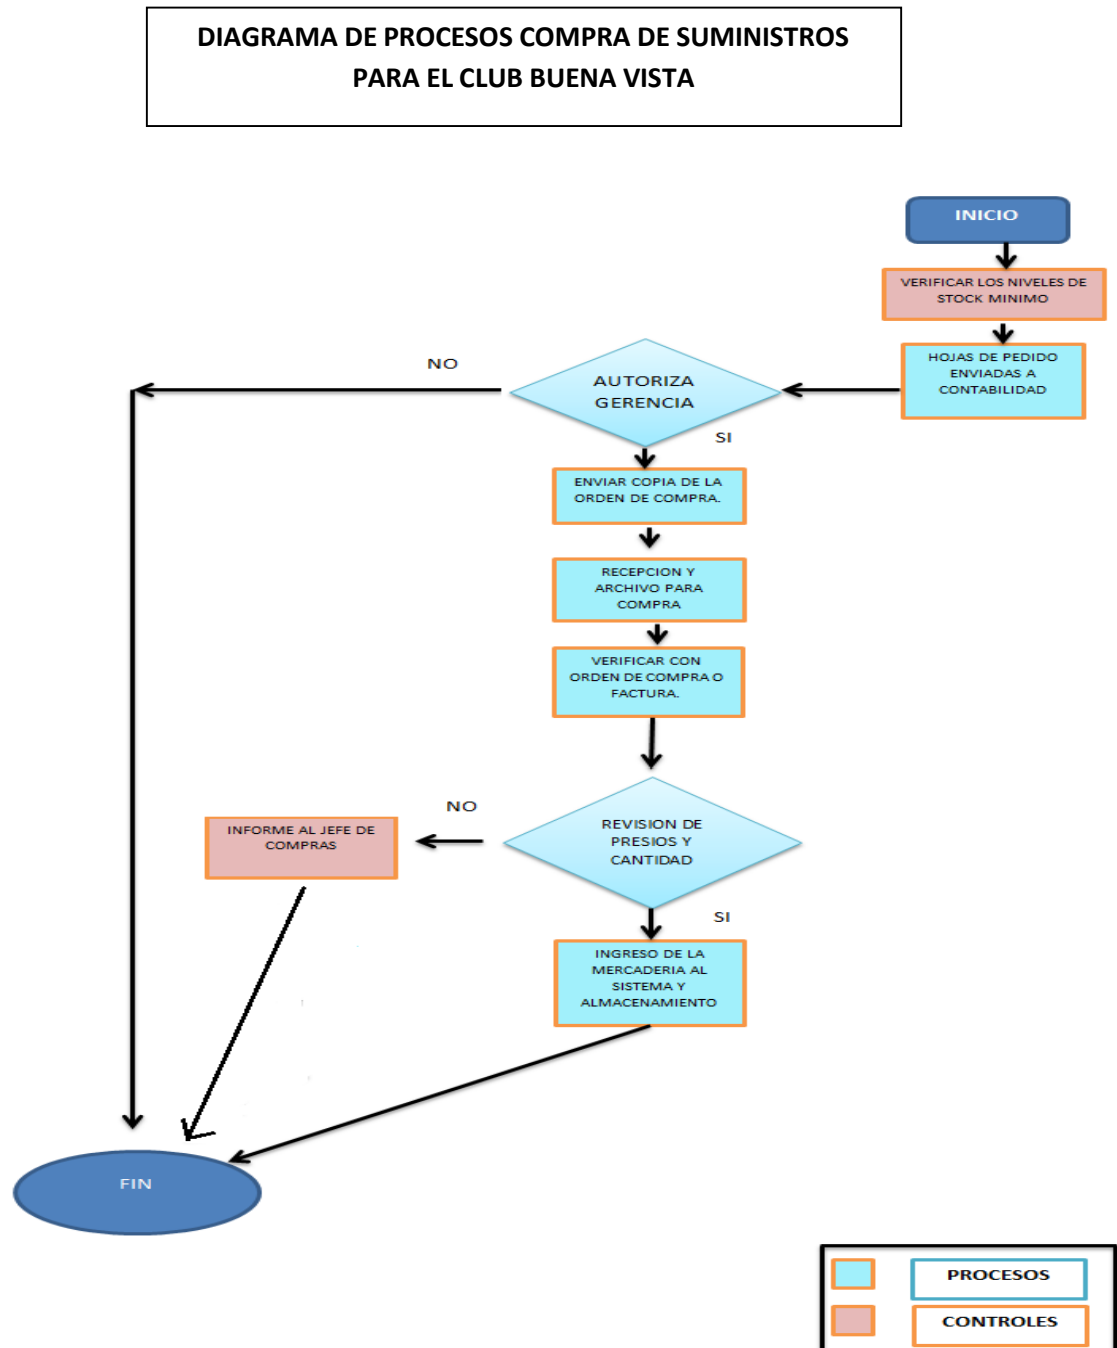 DIAGRAMA DE PROCESOS COMPRA DE SUMINISTROS
PARA EL CLUB BUENA VISTA
INICIO
VERIFICAR LOS NIVELES DE
STOCK MINIMO
HOJAS DE PEDIDO
ENVIADAS A
CONTABILIDAD
NO
AUTORIZA
GERENCIA
SI
ENVIAR COPIA DE LA
ORDEN DE COMPRA.
RECEPCION Y
ARCHIVO PARA
COMPRA
VERIFICAR CON
ORDEN DE COMPRA O
FACTURA.
NO
REVISION DE
PRESIOS Y
CANTIDAD
INFORME AL JEFE DE
COMPRAS
SI
INGRESO DE LA
MERCADERIA AL
SISTEMA Y
ALMACENAMIENTO
FIN
PROCESOS
CONTROLES